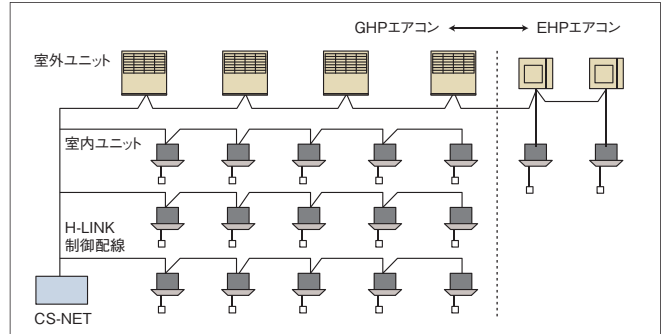 GHPエアコン
EHPエアコン
室外ユニット
室内ユニット
H-LINK
制御配線
CS-NET